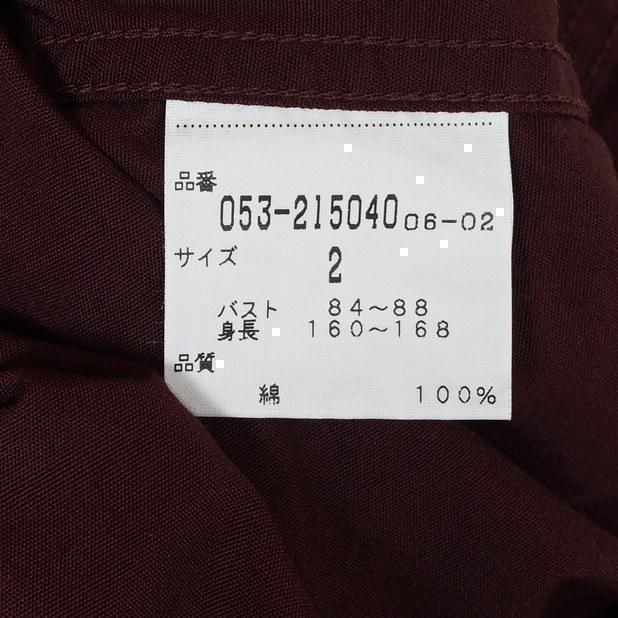 品番
053-215040 06-02
サイズ 2
バスト 84～88
身長 160～168
品質
綿 100%